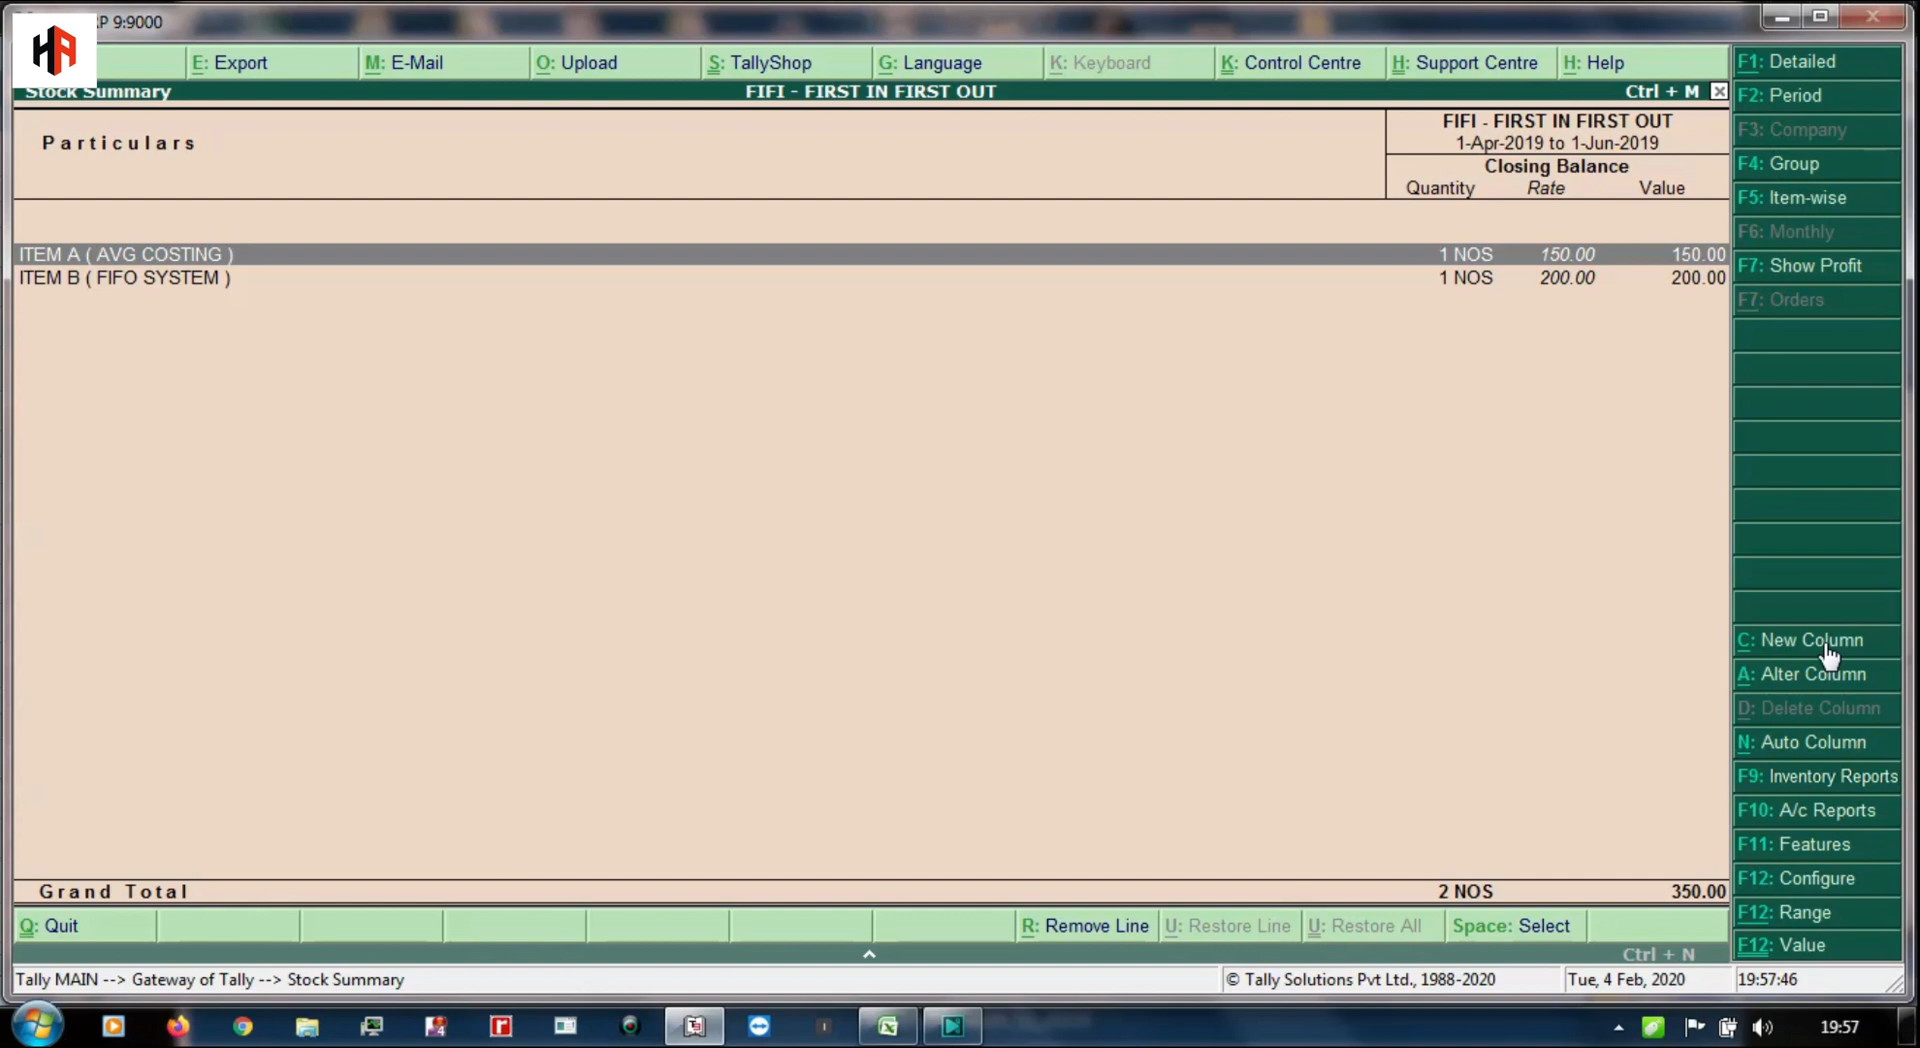 P 9:9000
HA
E: Export M: E-Mail O: Upload S: TallyShop G: Language K: Keyboard K: Control Centre H: Support Centre H: Help
Stock Summary FIFI - FIRST IN FIRST OUT Ctrl + M
Particulars
FIFI - FIRST IN FIRST OUT
1-Apr-2019 to 1-Jun-2019
Closing Balance
Quantity Rate Value
ITEM A ( AVG COSTING ) 1 NOS 150.00 150.00
ITEM B ( FIFO SYSTEM ) 1 NOS 200.00 200.00
Grand Total 2 NOS 350.00
Q: Quit R: Remove Line U: Restore Line U: Restore All Space: Select
Ctrl + N
Tally MAIN --> Gateway of Tally --> Stock Summary © Tally Solutions Pvt Ltd., 1988-2020 Tue, 4 Feb, 2020 19:57:46
F1: Detailed
F2: Period
F3: Company
F4: Group
F5: Item-wise
F6: Monthly
F7: Show Profit
F7: Orders
C: New Column
A: Alter Column
D: Delete Column
N: Auto Column
F9: Inventory Reports
F10: A/c Reports
F11: Features
F12: Configure
F12: Range
F12: Value
19:57